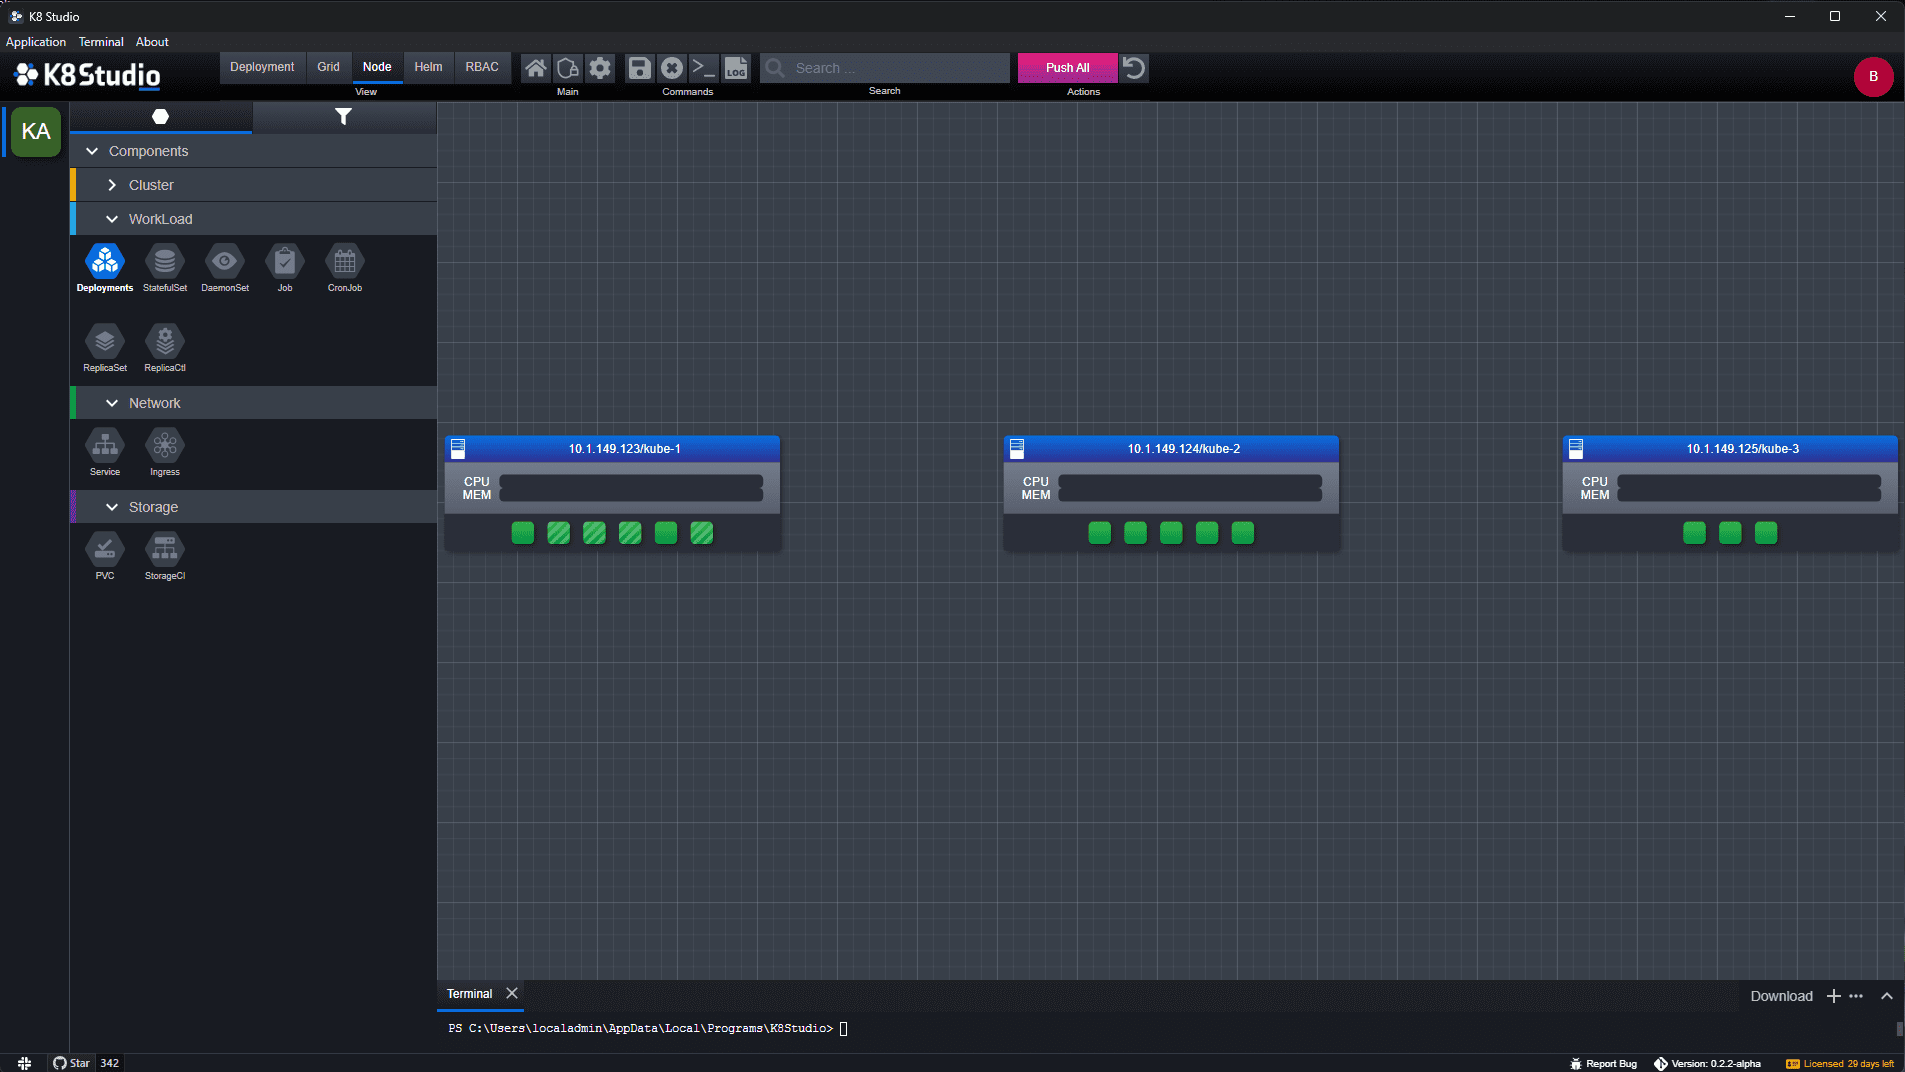 K8 Studio
Application Terminal About
K8Studio
Deployment Grid Node Helm RBAC
View
LOG
Main
Commands
Search ...
Search
Push All
Actions
B
KA
Components
Cluster
WorkLoad
Deployments StatefulSet DaemonSet Job CronJob
ReplicaSet ReplicaCtl
Network
Service Ingress
Storage
PVC StorageCl
10.1.149.123/kube-1
CPU
MEM
10.1.149.124/kube-2
CPU
MEM
10.1.149.125/kube-3
CPU
MEM
Terminal
Download
PS C:\Users\localadmin\AppData\Local\Programs\K8Studio>
Star 342
Report Bug Version: 0.2.2-alpha Licensed 29 days left